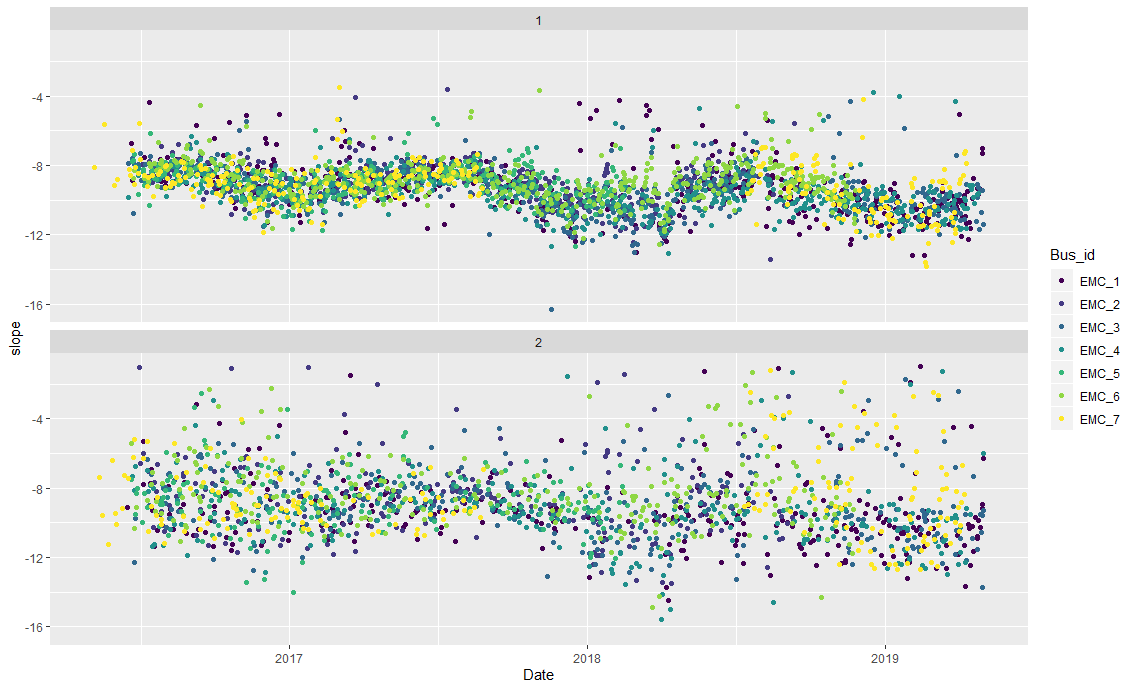 1
-4
-8
-12
-16
2
-4
-8
-12
-16
slope
2017
2018
2019
Date
Bus_id
EMC_1
EMC_2
EMC_3
EMC_4
EMC_5
EMC_6
EMC_7